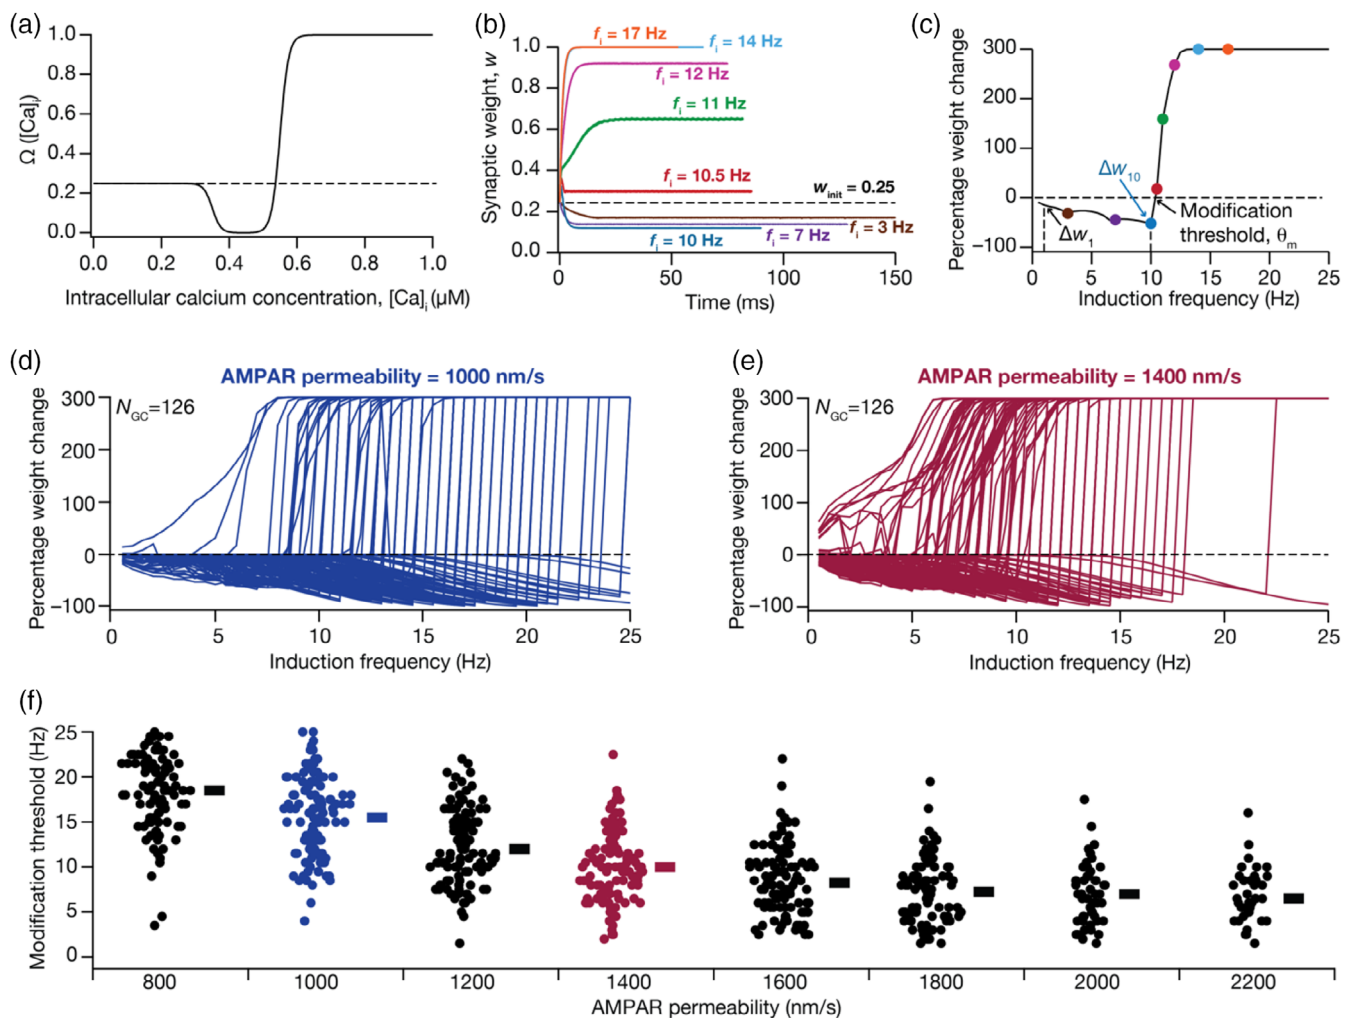 (a)
1.0
0.8
0.6
0.4
0.2
0.0
Ω ([Ca]i)
0.0 0.2 0.4 0.6 0.8 1.0
Intracellular calcium concentration, [Ca]i (µM)
(b)
1.0
0.8
0.6
0.4
0.2
0.0
Synaptic weight, w
fi = 17 Hz
fi = 14 Hz
fi = 12 Hz
fi = 11 Hz
fi = 10.5 Hz
winit = 0.25
fi = 3 Hz
fi = 7 Hz
fi = 10 Hz
0 50 100 150
Time (ms)
(c)
300
200
100
0
−100
Percentage weight change
Δw10
Δw1
Modification
threshold, θm
0 5 10 15 20 25
Induction frequency (Hz)
(d)
AMPAR permeability = 1000 nm/s
NGC=126
300
200
100
0
−100
Percentage weight change
0 5 10 15 20 25
Induction frequency (Hz)
(e)
AMPAR permeability = 1400 nm/s
NGC=126
300
200
100
0
−100
Percentage weight change
0 5 10 15 20 25
Induction frequency (Hz)
(f)
25
20
15
10
5
0
Modification threshold (Hz)
800 1000 1200 1400 1600 1800 2000 2200
AMPAR permeability (nm/s)